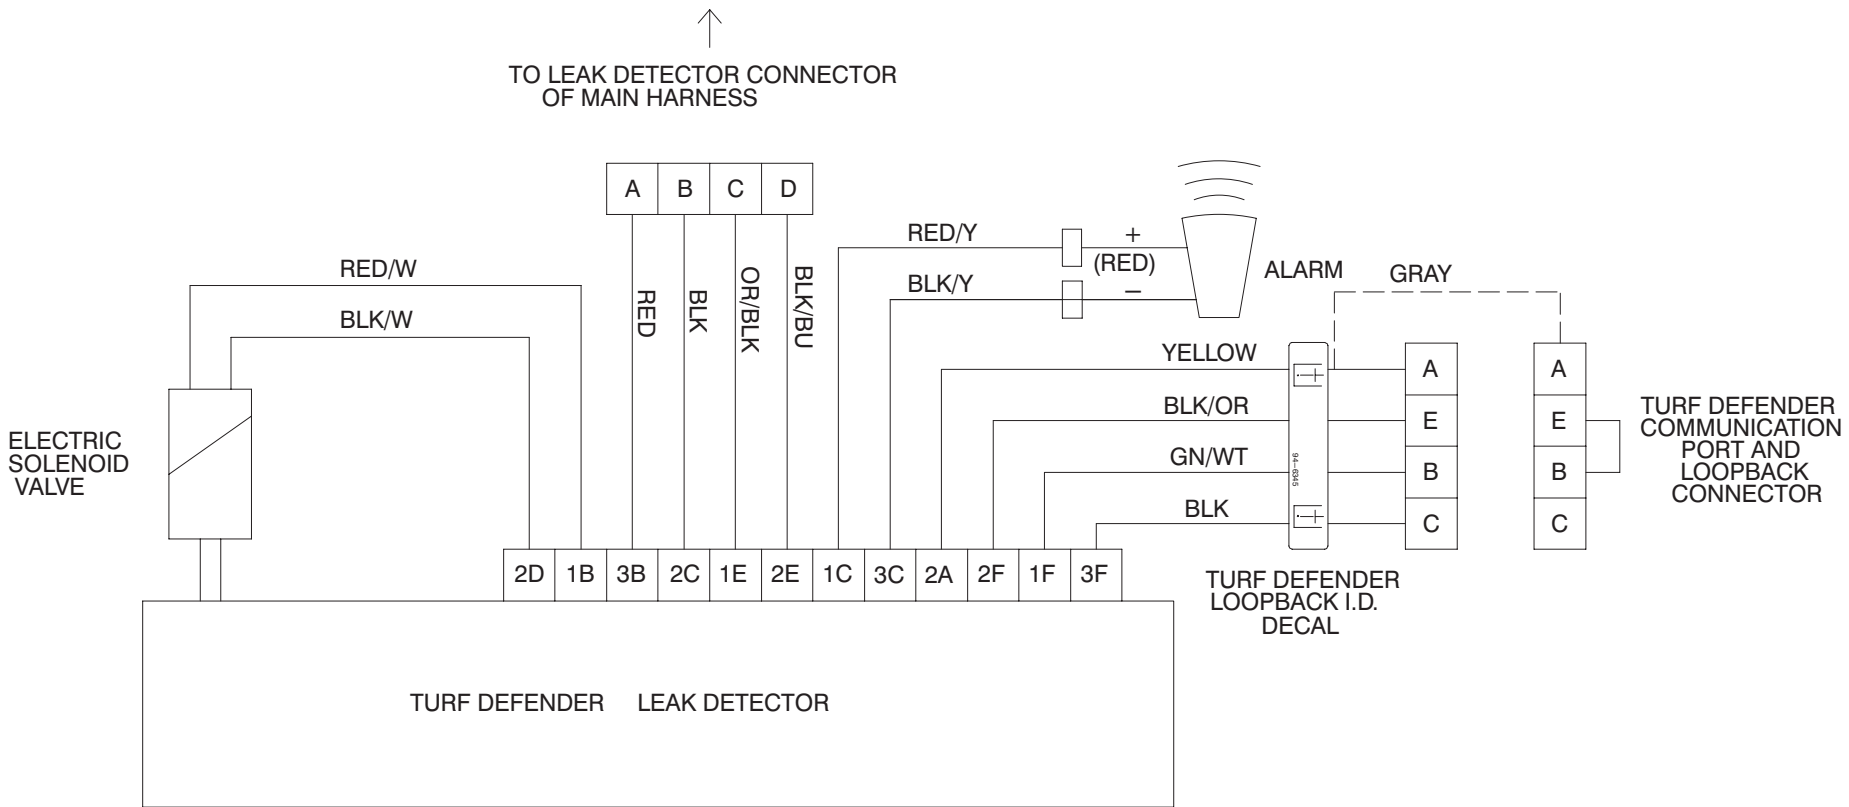 TO LEAK DETECTOR CONNECTOR
OF MAIN HARNESS
A B C D
RED
BLK
OR/BLK
BLK/BU
RED/W
BLK/W
RED/Y
BLK/Y
+
(RED)
–
ALARM
GRAY
YELLOW
BLK/OR
GN/WT
BLK
94–6345
A
E
B
C
A
E
B
C
TURF DEFENDER
COMMUNICATION
PORT AND
LOOPBACK
CONNECTOR
ELECTRIC
SOLENOID
VALVE
2D 1B 3B 2C 1E 2E 1C 3C 2A 2F 1F 3F
TURF DEFENDER
LOOPBACK I.D.
DECAL
TURF DEFENDER LEAK DETECTOR